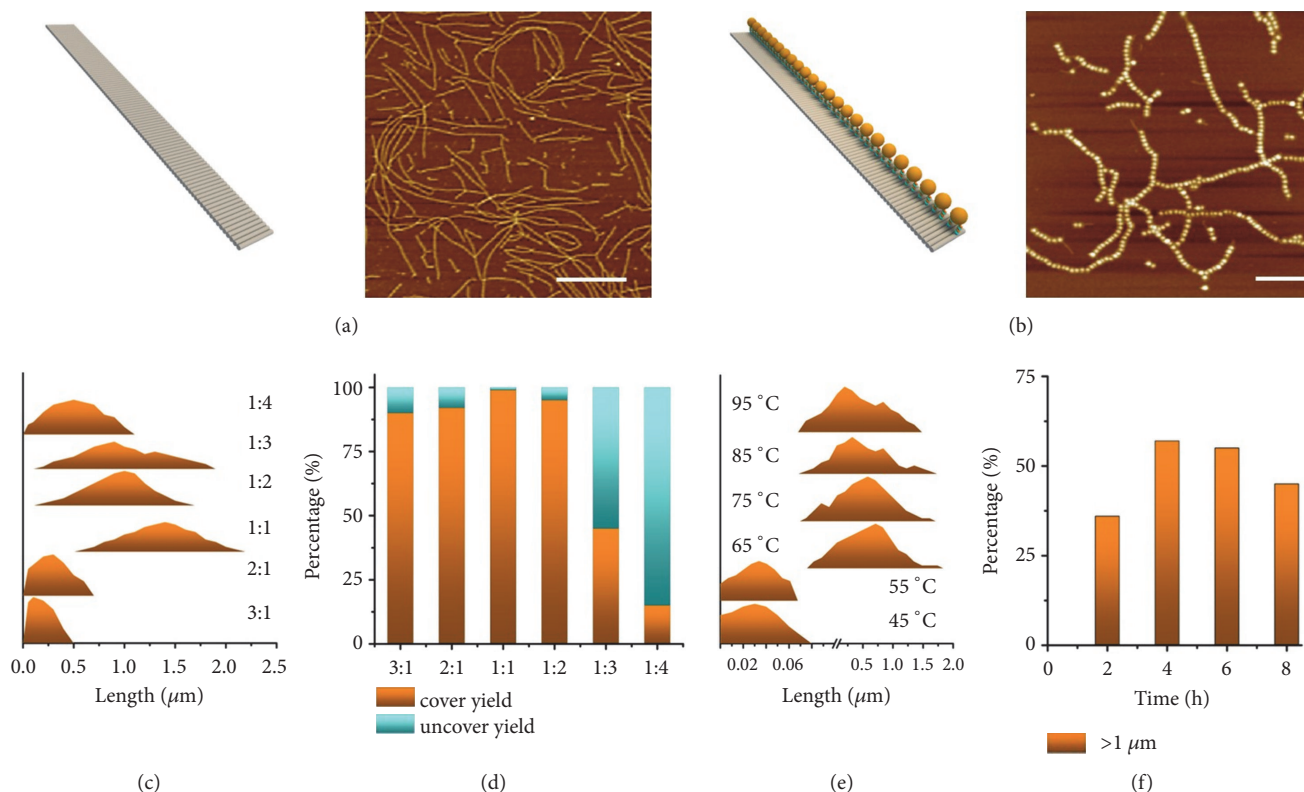 (a)
(b)
1:4
1:3
1:2
1:1
2:1
3:1
0.0 0.5 1.0 1.5 2.0 2.5
Length (μm)
(c)
Percentage (%)
100
75
50
25
0
3:1 2:1 1:1 1:2 1:3 1:4
cover yield
uncover yield
(d)
95 °C
85 °C
75 °C
65 °C
55 °C
45 °C
0.02 0.06 0.5 1.0 1.5 2.0
Length (μm)
(e)
Percentage (%)
75
50
25
0
0 2 4 6 8
Time (h)
>1 μm
(f)